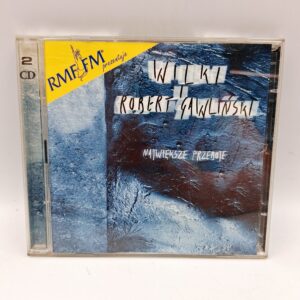 2
CD
RMF FM
prezentuje
WILKI
ROBERT GAWLIŃSKI
NAJWIĘKSZE PRZEBOJE